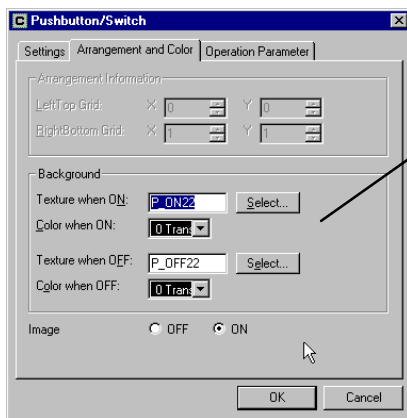 Pushbutton/Switch
Settings Arrangement and Color Operation Parameter
Arrangement Information
LeftTop Grid: X 0 Y 0
RightBottom Grid: X 1 Y 1
Background
Texture when ON: P_ON22 Select...
Color when ON: 0 Trans
Texture when OFF: P_OFF22 Select...
Color when OFF: 0 Trans
Image OFF ON
OK Cancel